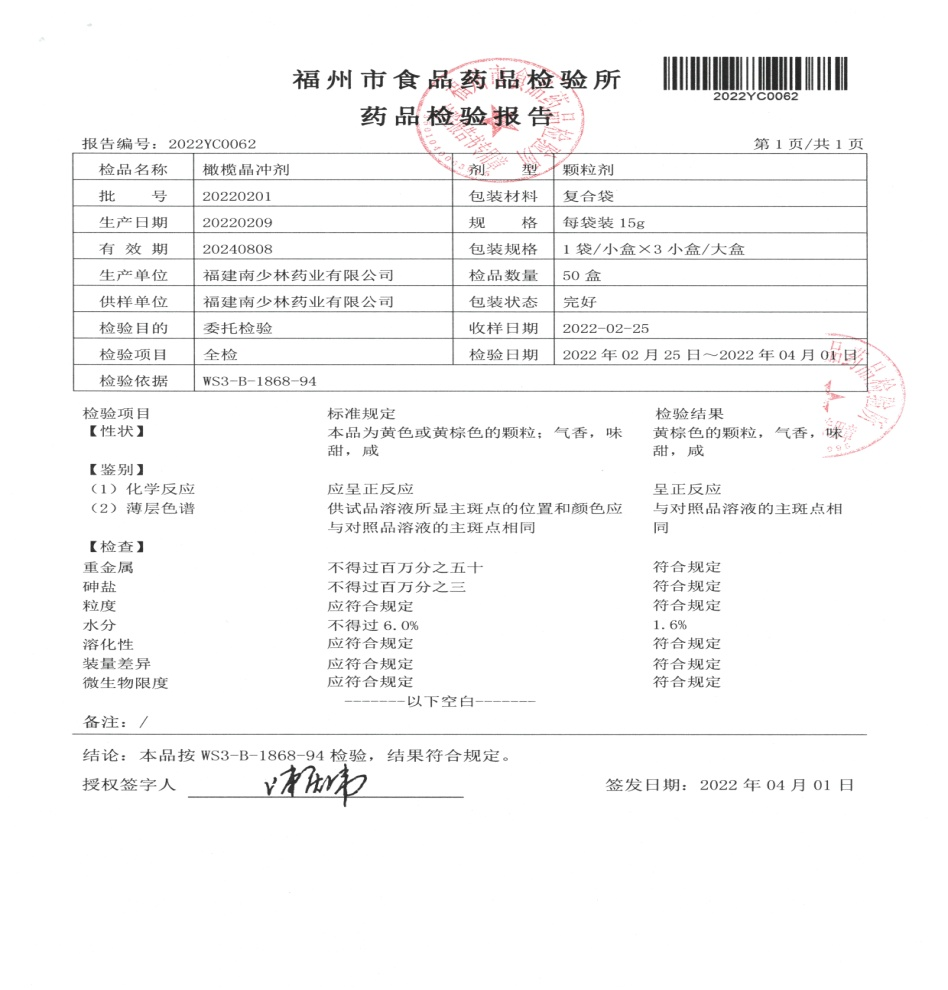 福州市食品药品检验所
2022YC0062
药品检验报告
报告编号：2022YC0062 第 1 页/共 1 页
检品名称 橄榄晶冲剂 剂 型 颗粒剂
批 号 20220201 包装材料 复合袋
生产日期 20220209 规 格 每袋装 15g
有 效 期 20240808 包装规格 1 袋/小盒×3 小盒/大盒
生产单位 福建南少林药业有限公司 检品数量 50 盒
供样单位 福建南少林药业有限公司 包装状态 完好
检验目的 委托检验 收样日期 2022-02-25
检验项目 全检 检验日期 2022 年 02 月 25 日～2022 年 04 月 01 日
检验依据 WS3-B-1868-94
检验项目 标准规定 检验结果
【性状】 本品为黄色或黄棕色的颗粒；气香，味 黄棕色的颗粒，气香，味
甜，咸 甜，咸
【鉴别】
（1）化学反应 应呈正反应 呈正反应
（2）薄层色谱 供试品溶液所显主斑点的位置和颜色应 与对照品溶液的主斑点相
与对照品溶液的主斑点相同 同
【检查】
重金属 不得过百万分之五十 符合规定
砷盐 不得过百万分之三 符合规定
粒度 应符合规定 符合规定
水分 不得过 6.0% 1.6%
溶化性 应符合规定 符合规定
装量差异 应符合规定 符合规定
微生物限度 应符合规定 符合规定
-------以下空白-------
备注：/
结论：本品按 WS3-B-1868-94 检验，结果符合规定。
授权签字人 签发日期：2022 年 04 月 01 日